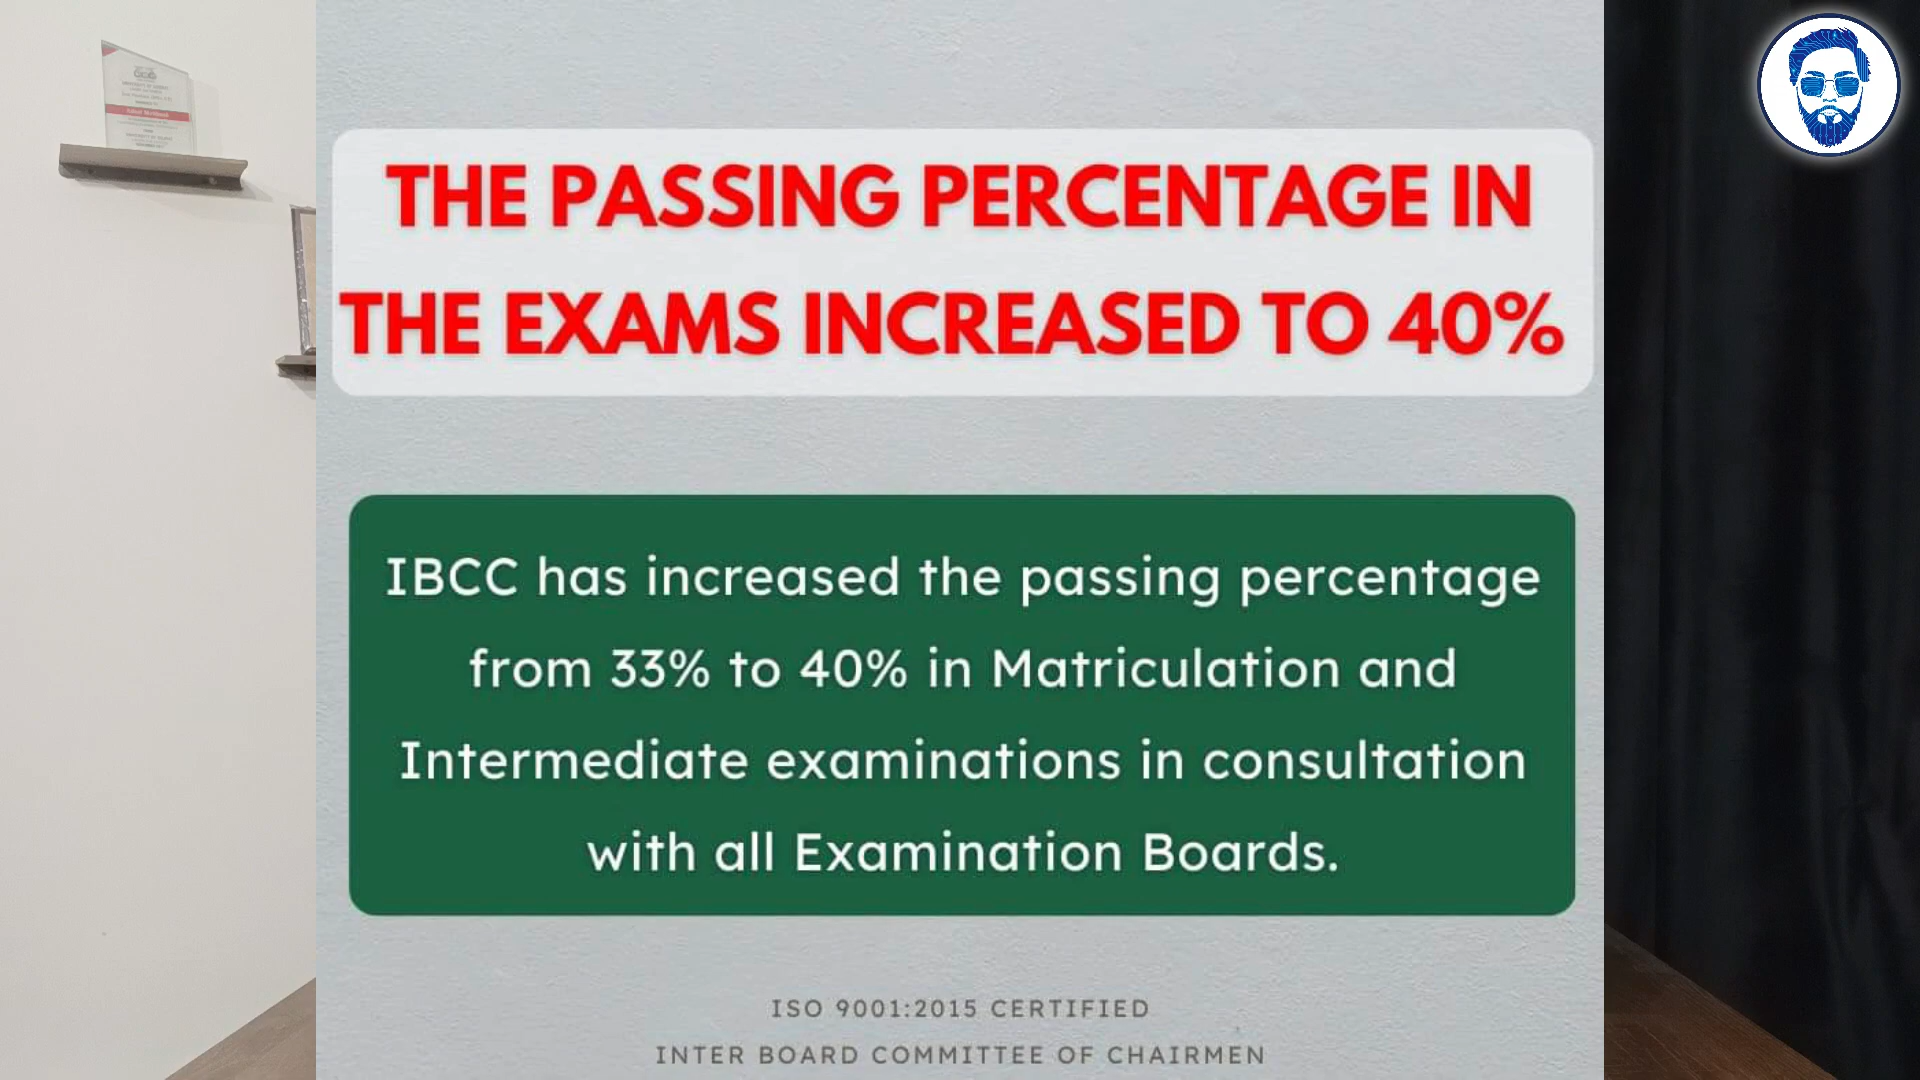 THE PASSING PERCENTAGE IN
THE EXAMS INCREASED TO 40%
IBCC has increased the passing percentage
from 33% to 40% in Matriculation and
Intermediate examinations in consultation
with all Examination Boards.
ISO 9001:2015 CERTIFIED
INTER BOARD COMMITTEE OF CHAIRMEN